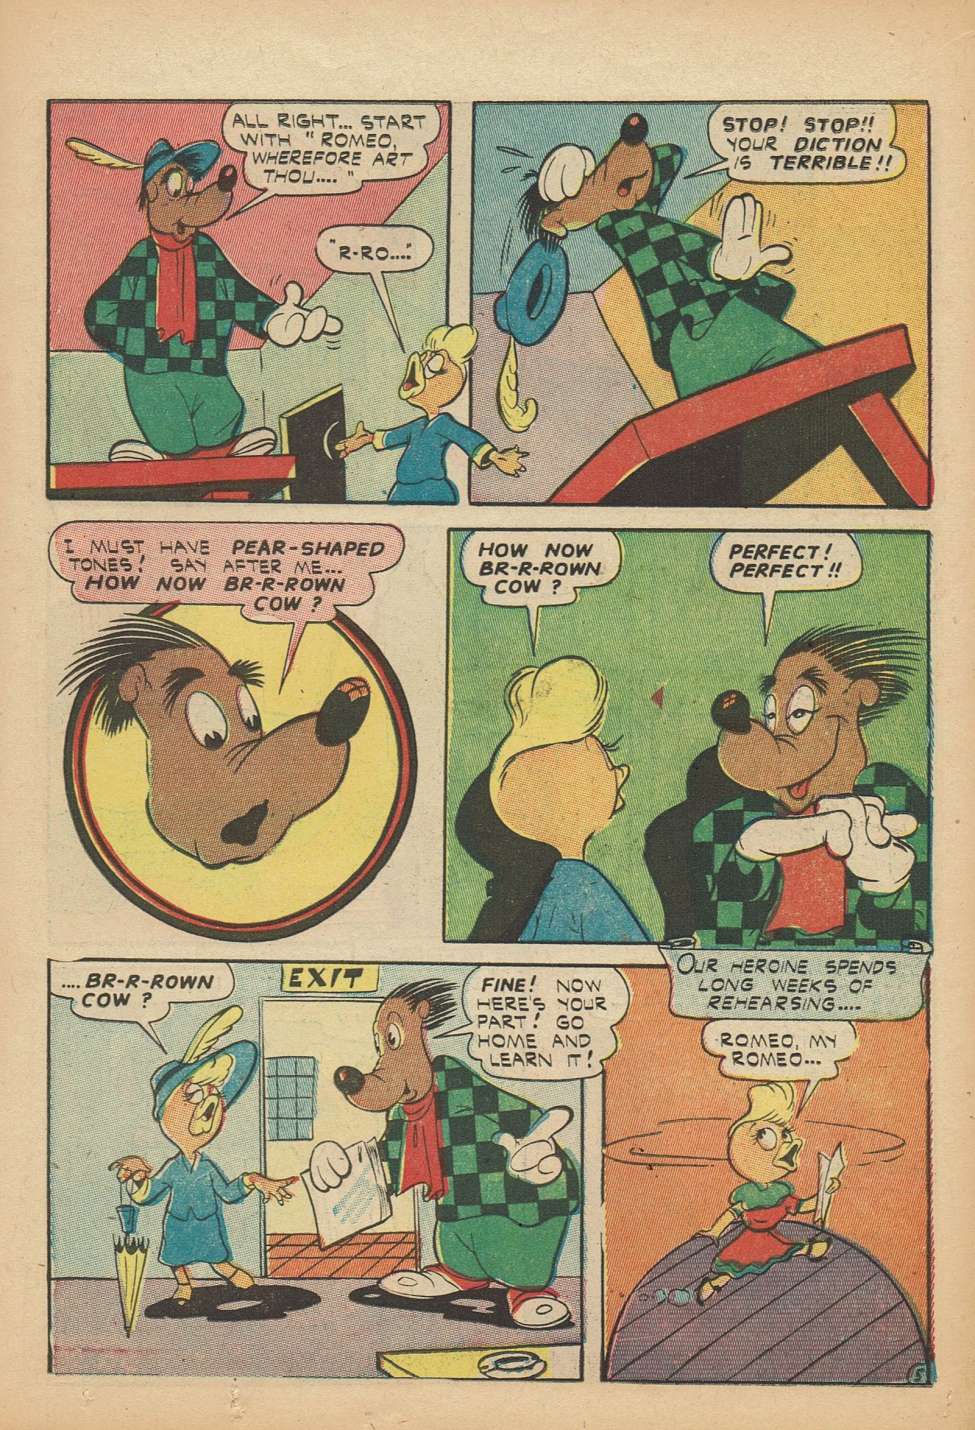 ALL RIGHT... START
WITH "ROMEO,
WHEREFORE ART
THOU...."
"R-RO...."
STOP! STOP!!
YOUR DICTION
IS TERRIBLE!!
I MUST HAVE PEAR-SHAPED
TONES! SAY AFTER ME...
HOW NOW BR-R-ROWN
COW?
HOW NOW
BR-R-ROWN
COW?
PERFECT!
PERFECT!!
....BR-R-ROWN
COW?
EXIT
FINE! NOW
HERE'S YOUR
PART! GO
HOME AND
LEARN IT!
OUR HEROINE SPENDS
LONG WEEKS OF
REHEARSING....
ROMEO, MY
ROMEO...
5